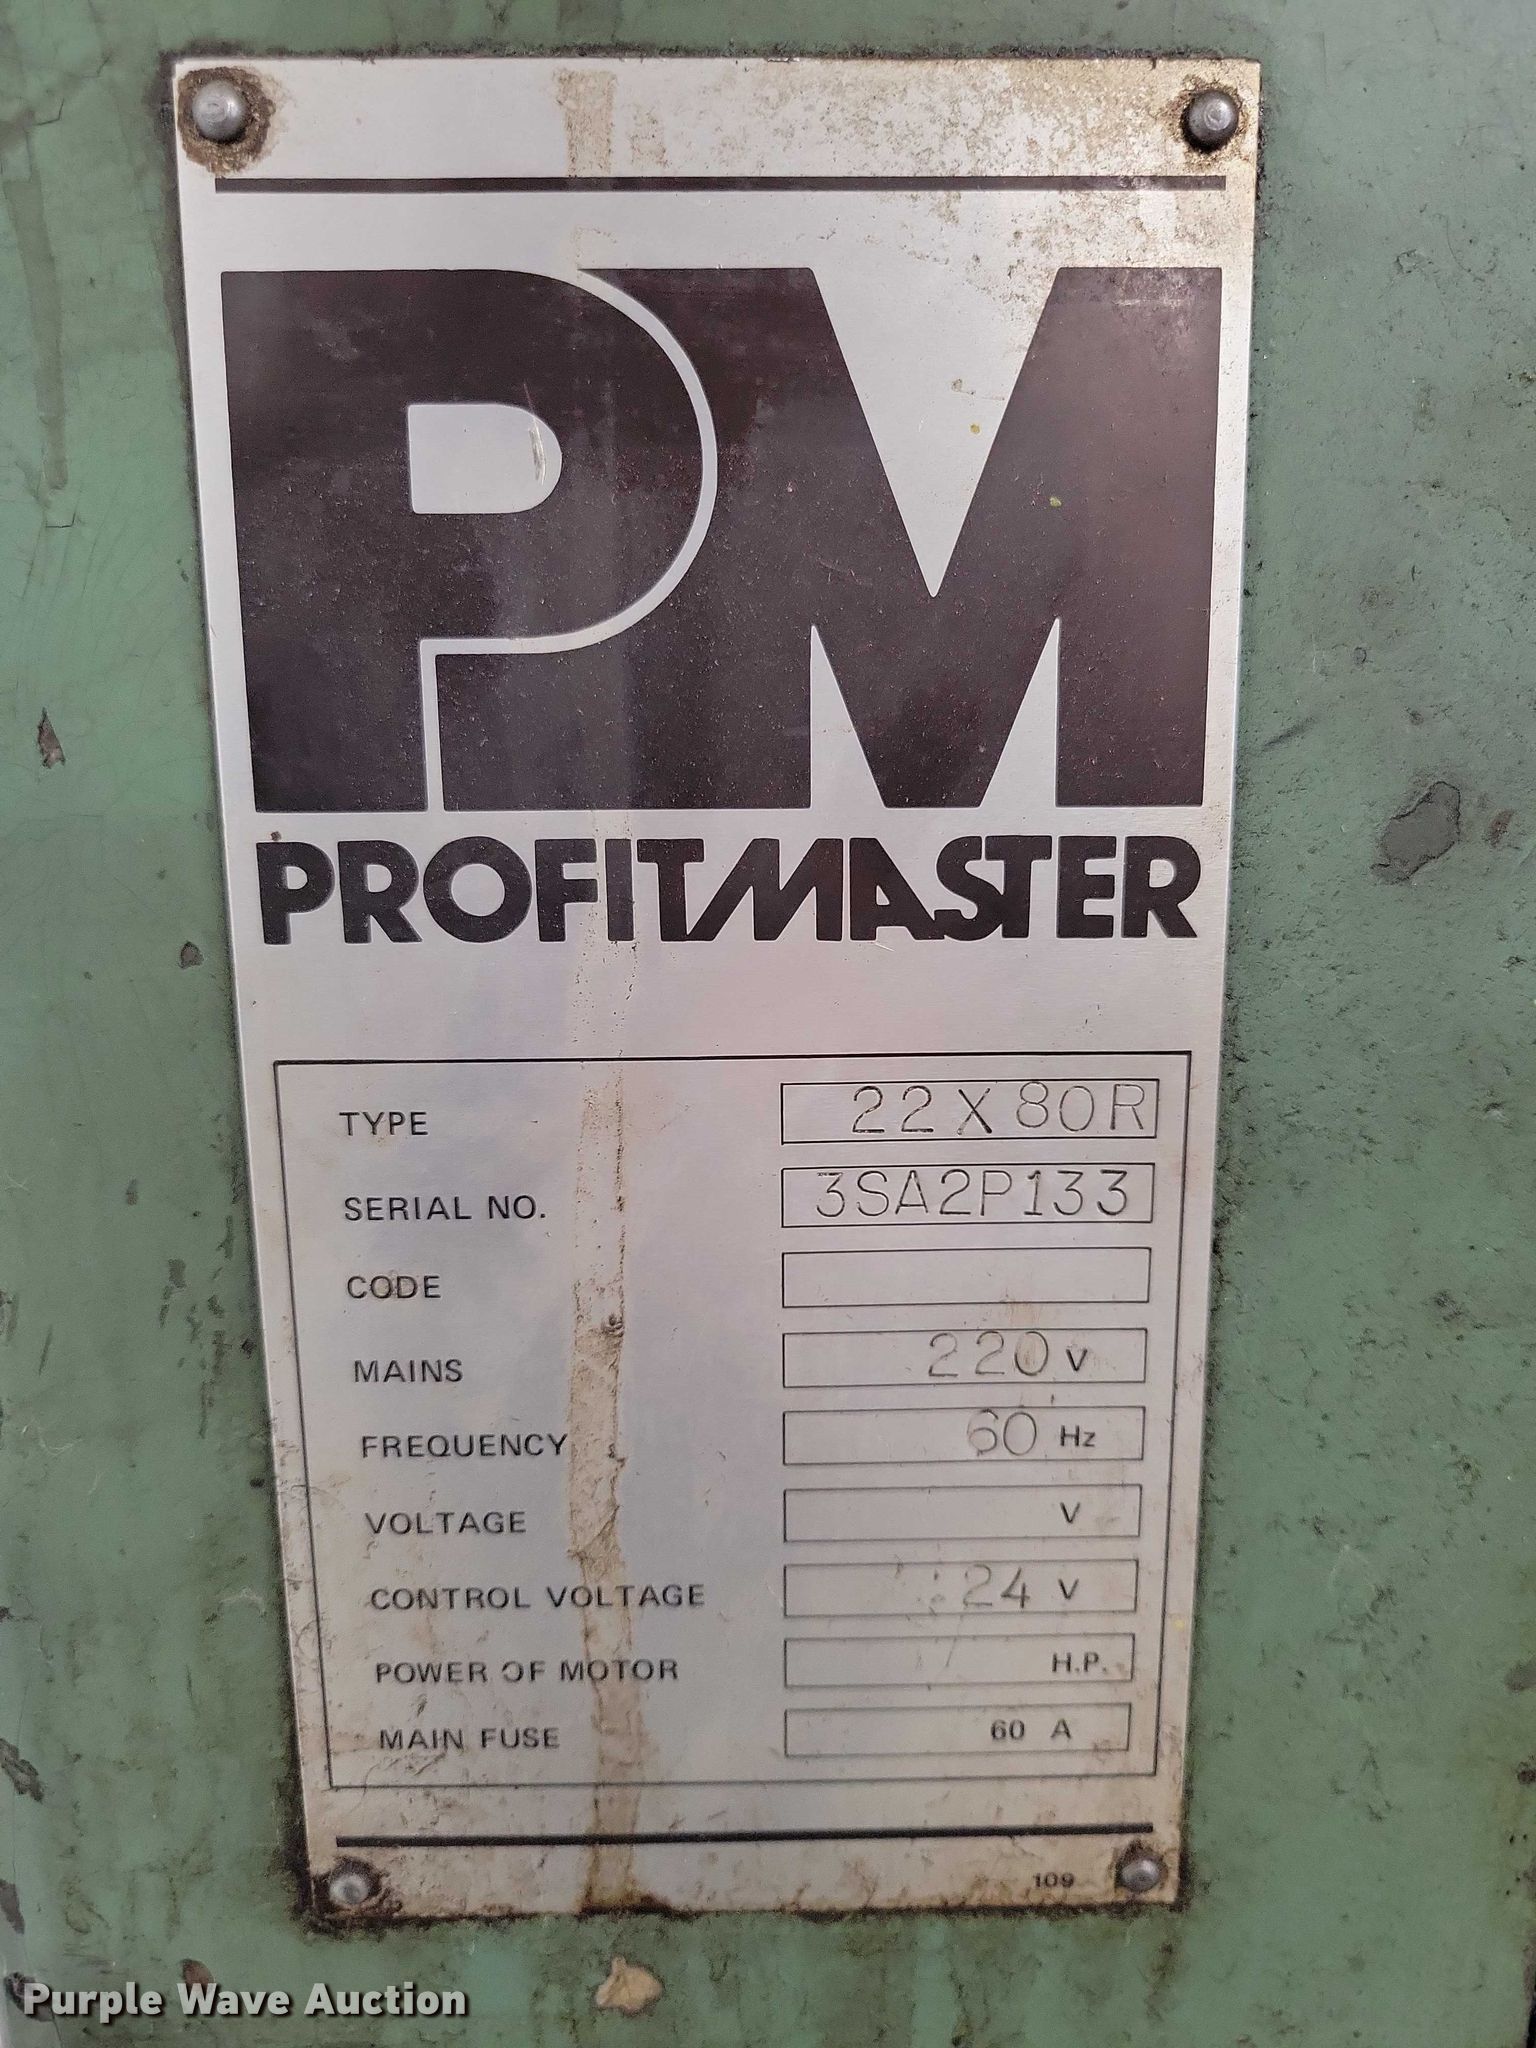 PM
PROFITMASTER
TYPE 22X80R
SERIAL NO. 3SA2P133
CODE
MAINS 220 V
FREQUENCY 60 Hz
VOLTAGE V
CONTROL VOLTAGE 24 V
POWER OF MOTOR H.P.
MAIN FUSE 60 A
109
Purple Wave Auction